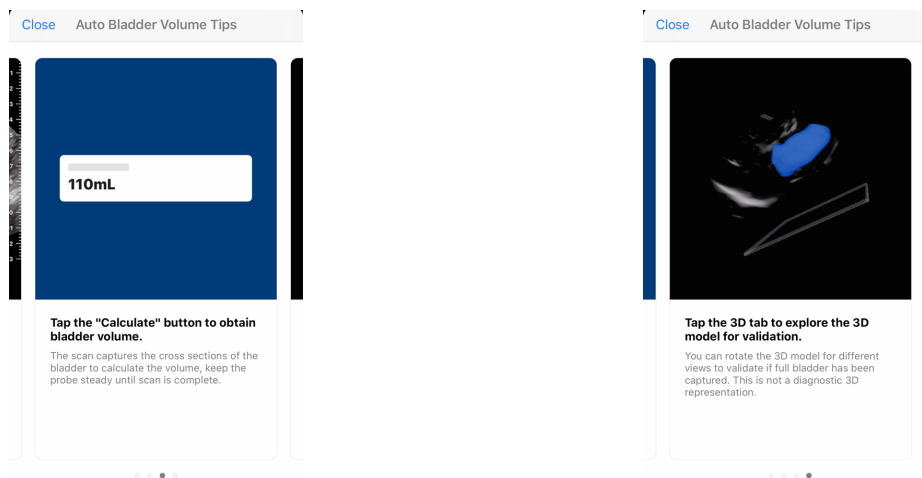 Close Auto Bladder Volume Tips
110mL
Tap the "Calculate" button to obtain
bladder volume.
The scan captures the cross sections of the
bladder to calculate the volume, keep the
probe steady until scan is complete.
Close Auto Bladder Volume Tips
Tap the 3D tab to explore the 3D
model for validation.
You can rotate the 3D model for different
views to validate if full bladder has been
captured. This is not a diagnostic 3D
representation.